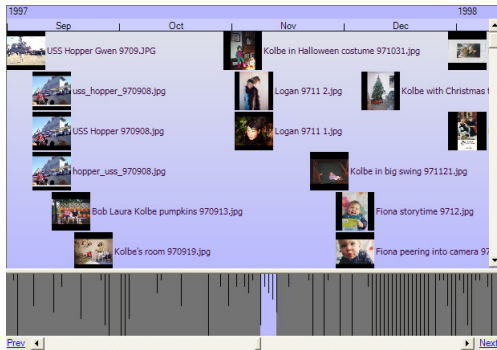 1997 1998
Sep Oct Nov Dec
USS Hopper Gwen 9709.JPG Kolbe in Halloween costume 971031.jpg
uss_hopper_970908.jpg Logan 9711 2.jpg Kolbe with Christmas t
USS Hopper 970908.jpg Logan 9711 1.jpg
hopper_uss_970908.jpg Kolbe in big swing 971121.jpg
Bob Laura Kolbe pumpkins 970913.jpg Fiona storytime 9712.jpg
Kolbe's room 970919.jpg Fiona peering into camera 97
Prev Next